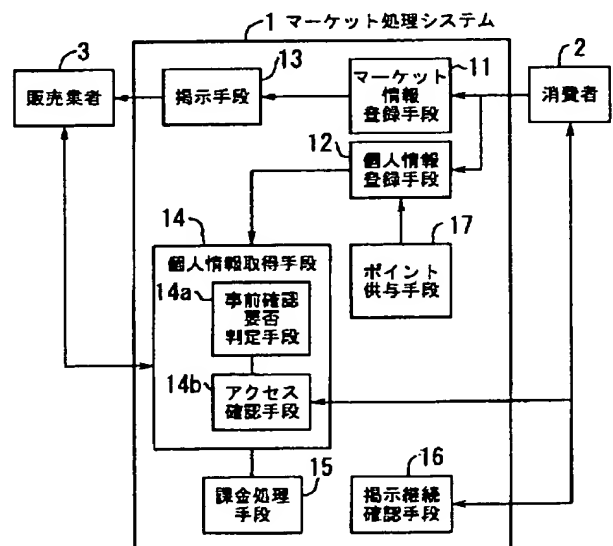 1 マーケット処理システム
3
販売業者
13
掲示手段
11
マーケット
情報
登録手段
2
消費者
12
個人情報
登録手段
14
個人情報取得手段
14a
事前確認
要否
判定手段
14b
アクセス
確認手段
17
ポイント
供与手段
15
課金処理
手段
16
掲示継続
確認手段